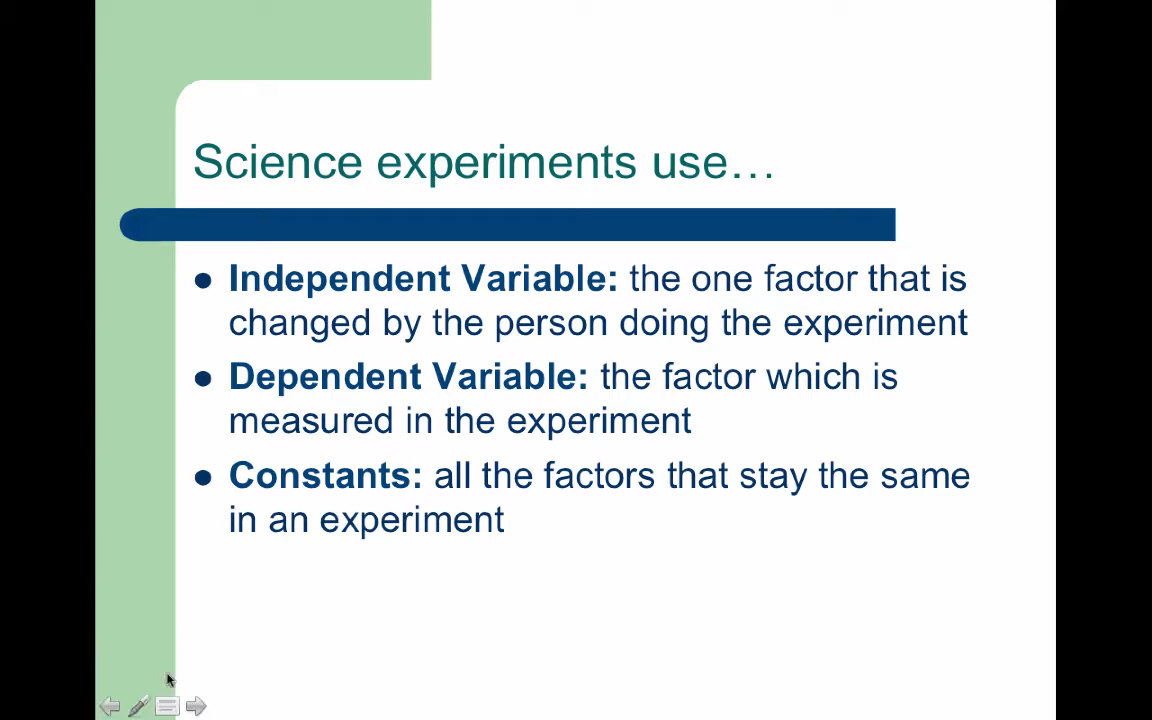 Science experiments use…
● Independent Variable: the one factor that is
changed by the person doing the experiment
● Dependent Variable: the factor which is
measured in the experiment
● Constants: all the factors that stay the same
in an experiment